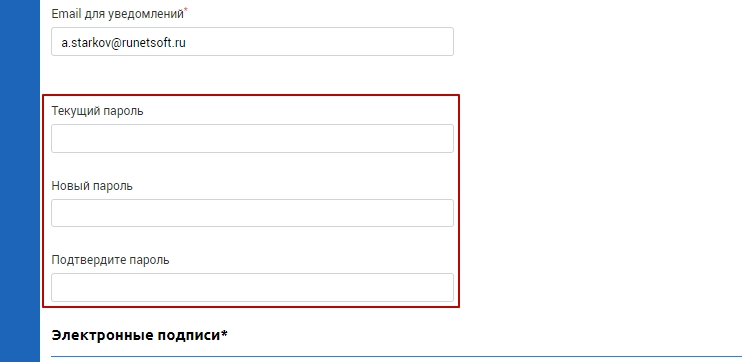 Email для уведомлений*
a.starkov@runetsoft.ru
Текущий пароль
Новый пароль
Подтвердите пароль
Электронные подписи*